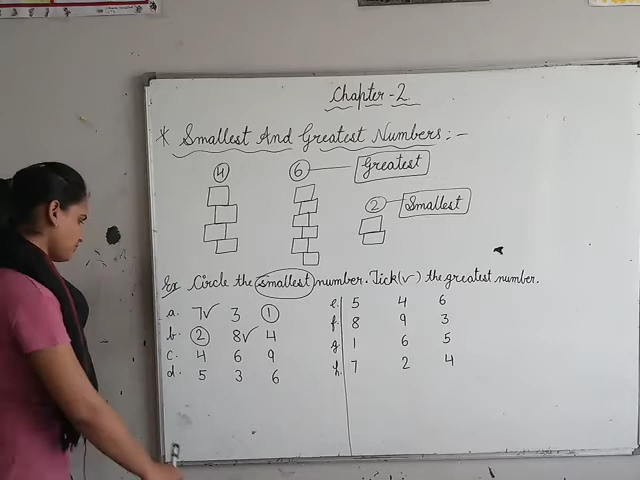 Chapter-2
* Smallest And Greatest Numbers:-
4 6 Greatest
2 Smallest
Ex Circle the smallest number. Tick(✓) the greatest number.
a. 7✓ 3 1
b. 2 8✓ 4
c. 4 6 9
d. 5 3 6
e. 5 4 6
f. 8 9 3
g. 1 6 5
h. 7 2 4